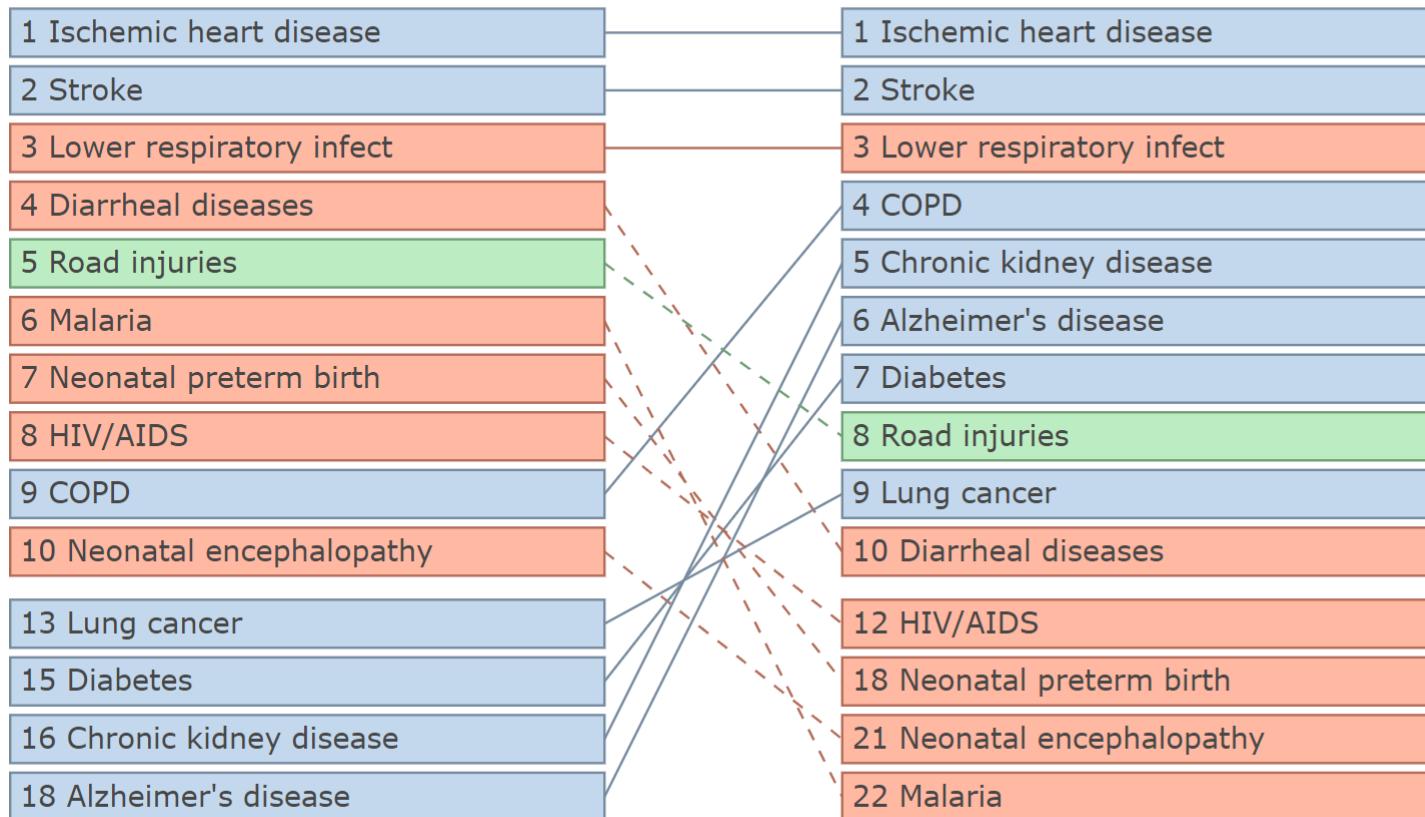 1 Ischemic heart disease
2 Stroke
3 Lower respiratory infect
4 Diarrheal diseases
5 Road injuries
6 Malaria
7 Neonatal preterm birth
8 HIV/AIDS
9 COPD
10 Neonatal encephalopathy
13 Lung cancer
15 Diabetes
16 Chronic kidney disease
18 Alzheimer's disease
1 Ischemic heart disease
2 Stroke
3 Lower respiratory infect
4 COPD
5 Chronic kidney disease
6 Alzheimer's disease
7 Diabetes
8 Road injuries
9 Lung cancer
10 Diarrheal diseases
12 HIV/AIDS
18 Neonatal preterm birth
21 Neonatal encephalopathy
22 Malaria